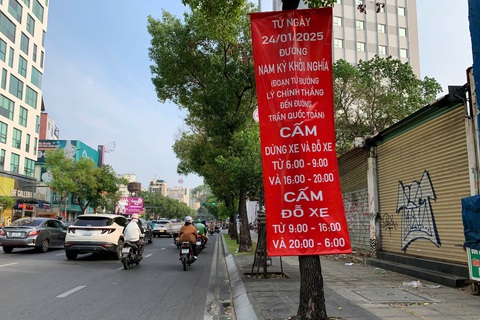 TỪ NGÀY
24/01/2025
ĐƯỜNG
NAM KỲ KHỞI NGHĨA
(ĐOẠN TỪ ĐƯỜNG
LÝ CHÍNH THẮNG
ĐẾN ĐƯỜNG
TRẦN QUỐC TOẢN)
CẤM
DỪNG XE VÀ ĐỖ XE
TỪ 6:00 - 9:00
VÀ 16:00 - 20:00
CẤM
ĐỖ XE
TỪ 9:00 - 16:00
VÀ 20:00 - 6:00